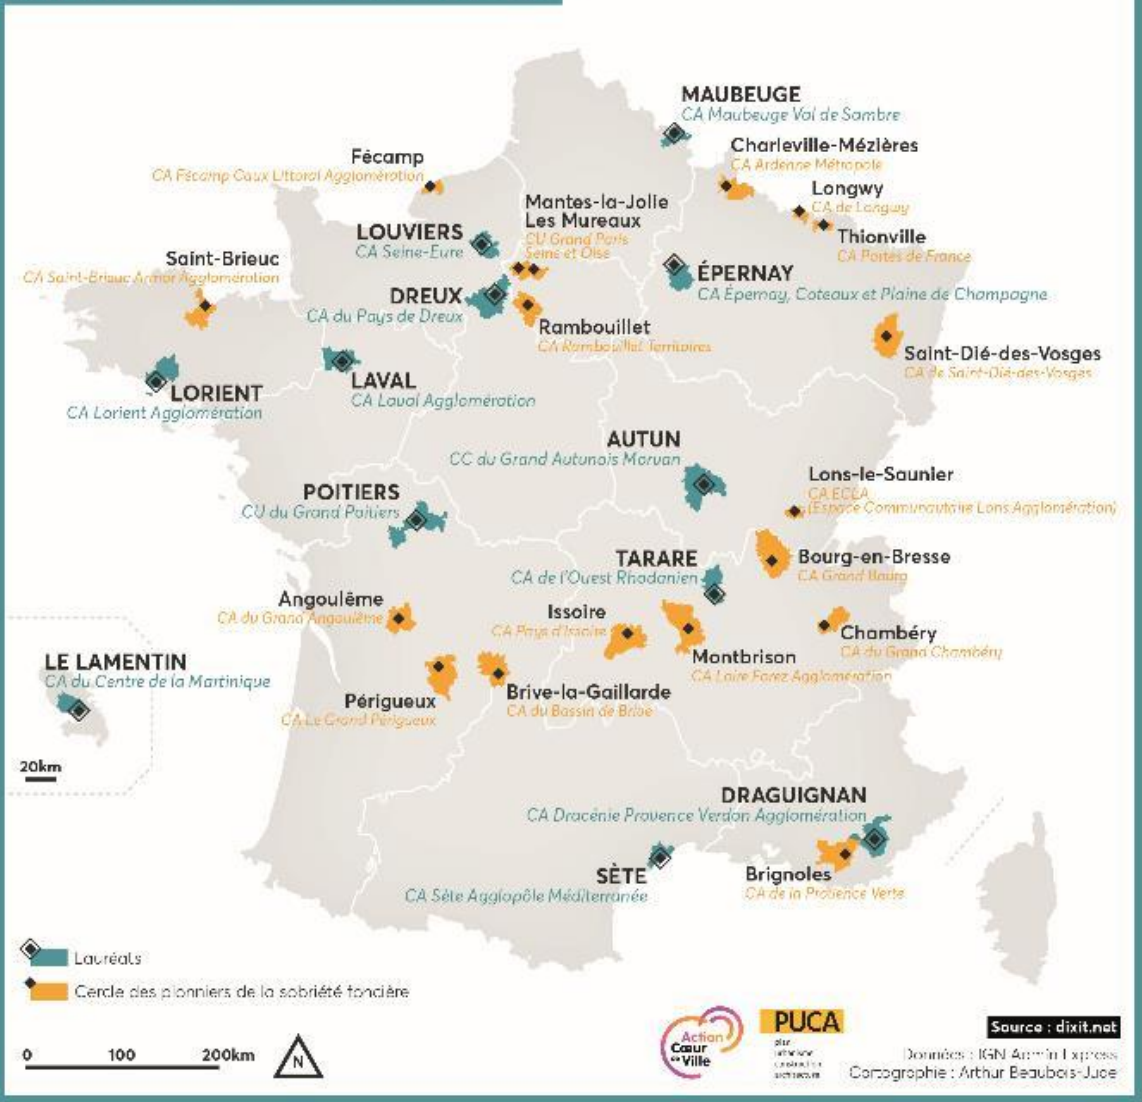 MAUBEUGE
CA Maubeuge Val de Sambre
Charleville-Mézières
CA Ardenne Métropole
Fécamp
CA Fécamp Caux Littoral Agglomération
Longwy
CA de Longwy
Mantes-la-Jolie
Les Mureaux
CU Grand Paris
Seine et Oise
LOUVIERS
CA Seine-Eure
Thionville
CA Portes de France
Saint-Brieuc
CA Saint-Brieuc Armor Agglomération
ÉPERNAY
CA Épernay, Coteaux et Plaine de Champagne
DREUX
CA du Pays de Dreux
Rambouillet
CA Rambouillet Territoires
Saint-Dié-des-Vosges
CA de Saint-Dié-des-Vosges
LAVAL
CA Laval Agglomération
LORIENT
CA Lorient Agglomération
AUTUN
CC du Grand Autunois Morvan
Lons-le-Saunier
CA ECLA
(Espace Communautaire Lons Agglomération)
POITIERS
CU du Grand Poitiers
TARARE
CA de l'Ouest Rhodanien
Bourg-en-Bresse
CA Grand Bourg
Angoulême
CA du Grand Angoulême
Issoire
CA Pays d'Issoire
Chambéry
CA du Grand Chambéry
LE LAMENTIN
CA du Centre de la Martinique
Montbrison
CA Loire Forez Agglomération
Périgueux
CA Le Grand Périgueux
Brive-la-Gaillarde
CA du Bassin de Brive
20km
DRAGUIGNAN
CA Dracénie Provence Verdon Agglomération
SÈTE
CA Sète Agglopôle Méditerranée
Brignoles
CA de la Provence Verte
Lauréats
Cercle des pionniers de la sobriété foncière
0 100 200km
N
Action
Cœur
de Ville
PUCA
plan
urbanisme
construction
architecture
Source : dixit.net
Données : IGN Admin Express
Cartographie : Arthur Beaubois-Jude